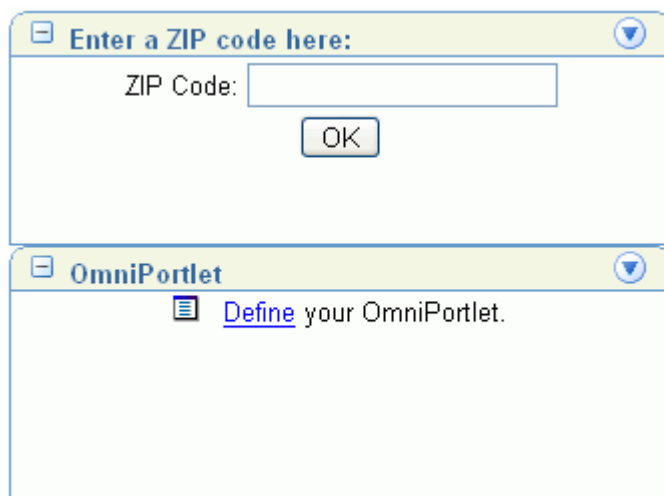 Enter a ZIP code here:
ZIP Code:
OK
OmniPortlet
Define your OmniPortlet.